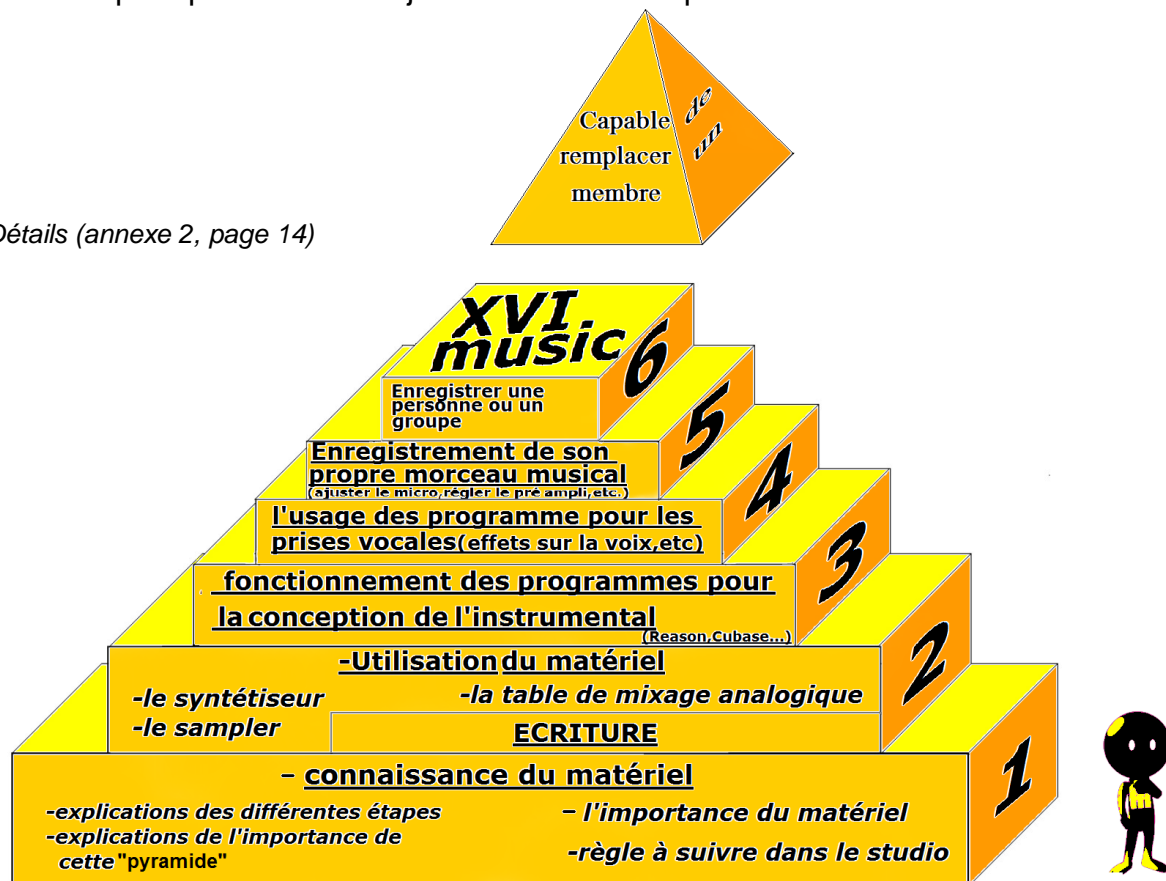 Capable de
remplacer un
membre
Détails (annexe 2, page 14)
XVI
music
6
Enregistrer une
personne ou un
groupe
5
Enregistrement de son
propre morceau musical
(ajuster le micro,régler le pré ampli,etc.)
4
l'usage des programme pour les
prises vocales(effets sur la voix,etc)
3
fonctionnement des programmes pour
la conception de l'instrumental
(Reason,Cubase...)
2
-Utilisation du matériel
-le syntétiseur
-la table de mixage analogique
-le sampler
ECRITURE
1
– connaissance du matériel
-explications des différentes étapes
– l'importance du matériel
-explications de l'importance de
cette "pyramide"
-règle à suivre dans le studio
m